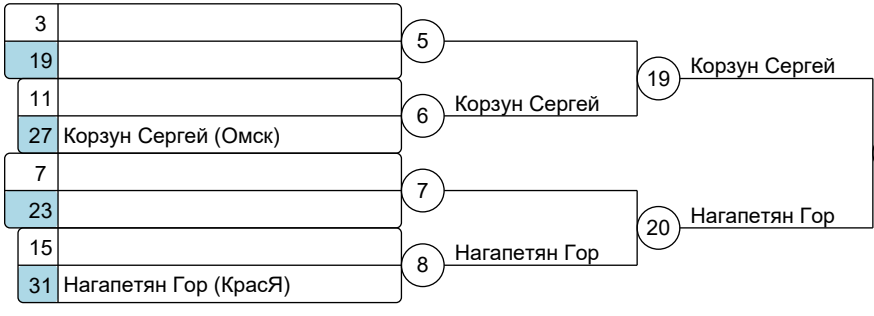 3
5
19
19 Корзун Сергей
11
6 Корзун Сергей
27 Корзун Сергей (Омск)
7
7
23
20 Нагапетян Гор
15
8 Нагапетян Гор
31 Нагапетян Гор (КрасЯ)